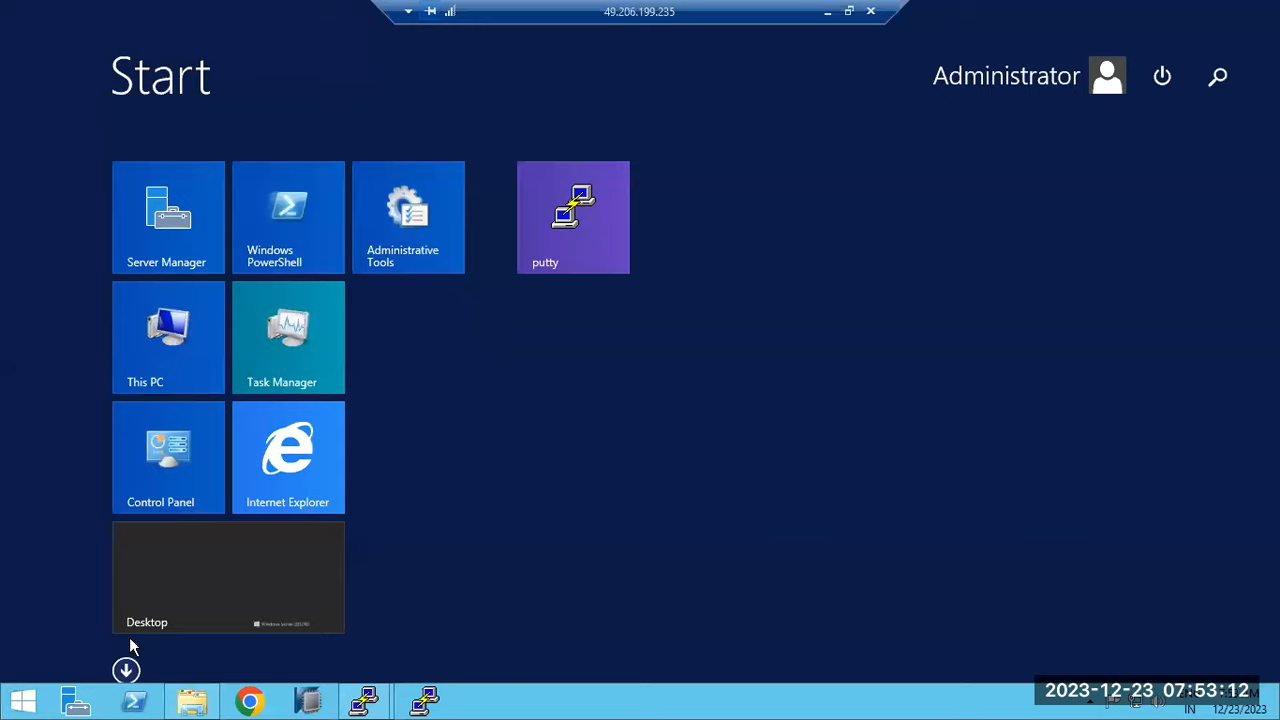 49.206.199.235
Start
Administrator
Server Manager
Windows PowerShell
Administrative Tools
putty
This PC
Task Manager
Control Panel
Internet Explorer
Desktop
2023-12-23 07:53:12
IN
12/23/2023